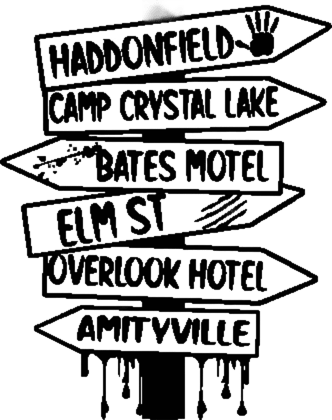 HADDONFIELD
CAMP CRYSTAL LAKE
BATES MOTEL
ELM ST
OVERLOOK HOTEL
AMITYVILLE